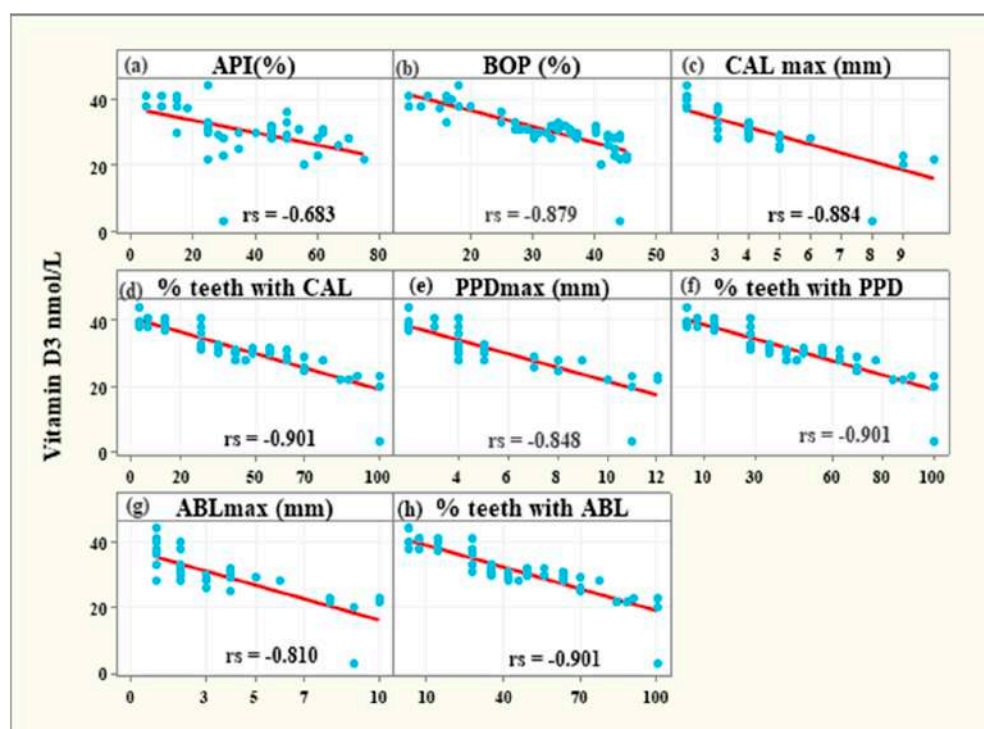 (a) API(%)
(b) BOP (%)
(c) CAL max (mm)
40
20
0
rs = -0.683
rs = -0.879
rs = -0.884
0 20 40 60 80
20 30 40 50
3 4 5 6 7 8 9
(d) % teeth with CAL
(e) PPDmax (mm)
(f) % teeth with PPD
Vitamin D3 nmol/L
40
20
0
rs = -0.901
rs = -0.848
rs = -0.901
0 20 50 70 100
4 6 8 10 12
10 30 60 80 100
(g) ABLmax (mm)
(h) % teeth with ABL
40
20
0
rs = -0.810
rs = -0.901
0 3 5 7 10
10 40 70 100